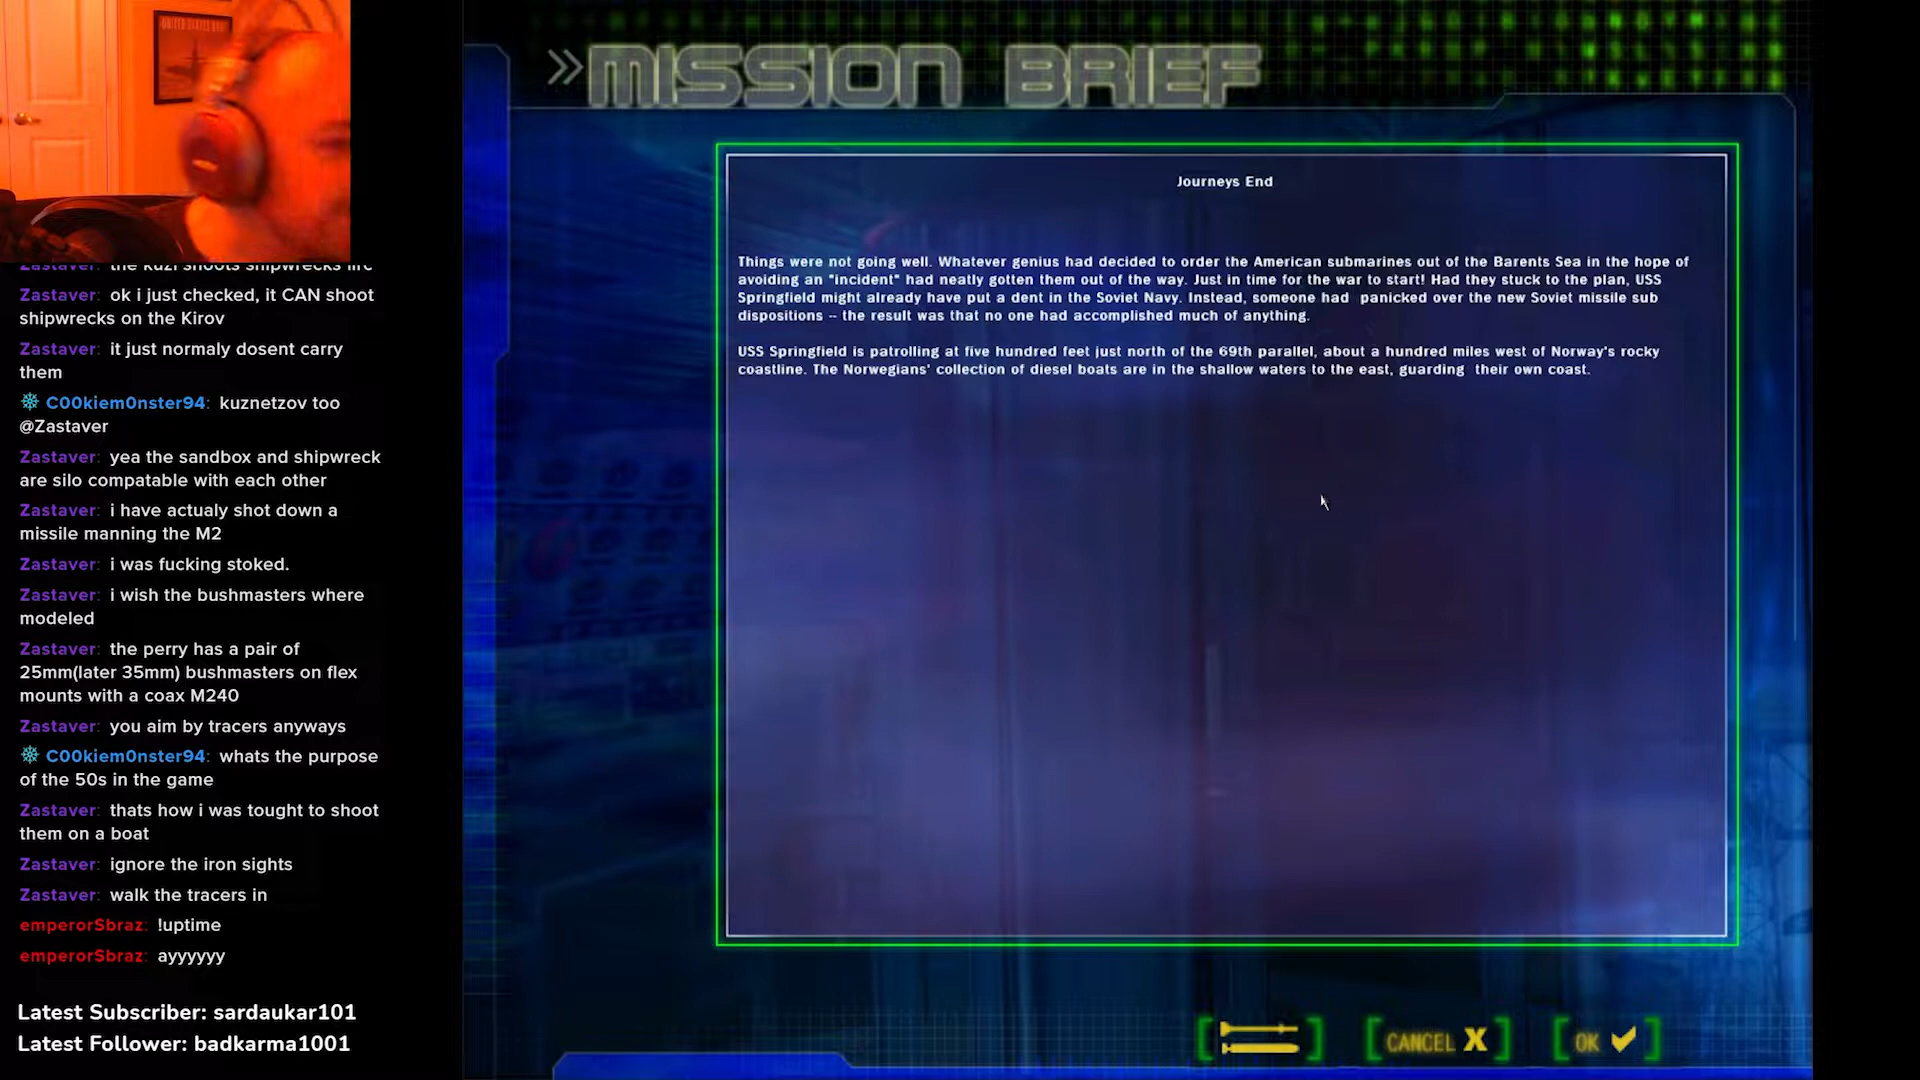 Zastaver: the kuzi shoots shipwrecks
Zastaver: ok i just checked, it CAN shoot
shipwrecks on the Kirov
Zastaver: it just normaly dosent carry
them
C00kiem0nster94: kuznetzov too
@Zastaver
Zastaver: yea the sandbox and shipwreck
are silo compatable with each other
Zastaver: i have actualy shot down a
missile manning the M2
Zastaver: i was fucking stoked.
Zastaver: i wish the bushmasters where
modeled
Zastaver: the perry has a pair of
25mm(later 35mm) bushmasters on flex
mounts with a coax M240
Zastaver: you aim by tracers anyways
C00kiem0nster94: whats the purpose
of the 50s in the game
Zastaver: thats how i was tought to shoot
them on a boat
Zastaver: ignore the iron sights
Zastaver: walk the tracers in
emperorSbraz: !uptime
emperorSbraz: ayyyyyy
Latest Subscriber: sardaukar101
Latest Follower: badkarma1001
MISSION BRIEF
Journeys End
Things were not going well. Whatever genius had decided to order the American submarines out of the Barents Sea in the hope of
avoiding an "incident" had neatly gotten them out of the way. Just in time for the war to start! Had they stuck to the plan, USS
Springfield might already have put a dent in the Soviet Navy. Instead, someone had panicked over the new Soviet missile sub
dispositions -- the result was that no one had accomplished much of anything.
USS Springfield is patrolling at five hundred feet just north of the 69th parallel, about a hundred miles west of Norway's rocky
coastline. The Norwegians' collection of diesel boats are in the shallow waters to the east, guarding their own coast.
CANCEL X
OK